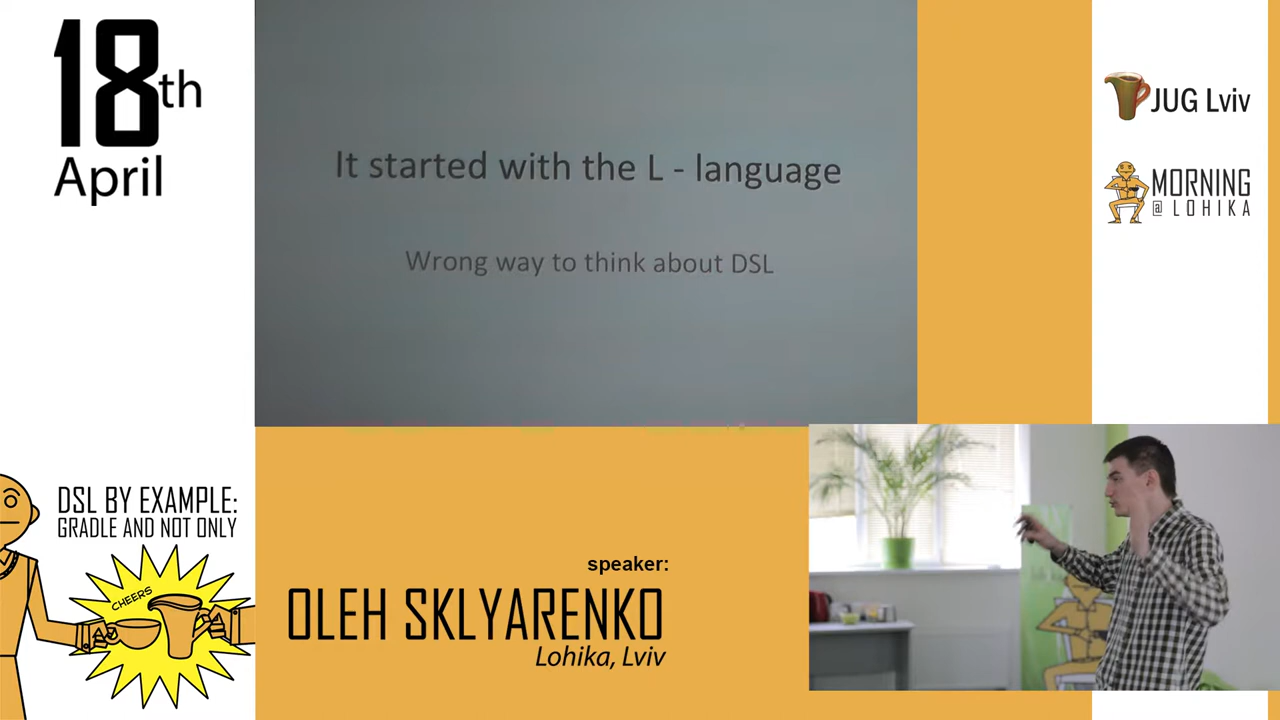 18th
April
It started with the L - language
Wrong way to think about DSL
JUG Lviv
MORNING
@ LOHIKA
DSL BY EXAMPLE:
GRADLE AND NOT ONLY
CHEERS
speaker:
OLEH SKLYARENKO
Lohika, Lviv